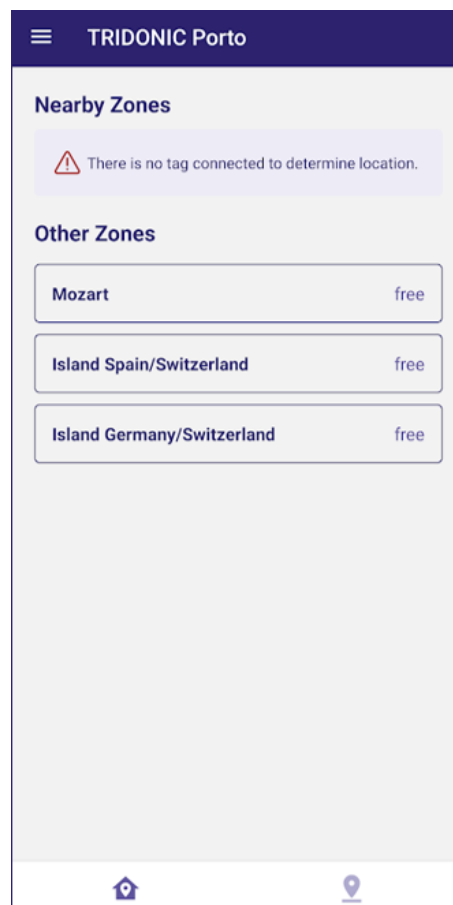 TRIDONIC Porto
Nearby Zones
There is no tag connected to determine location.
Other Zones
Mozart free
Island Spain/Switzerland free
Island Germany/Switzerland free